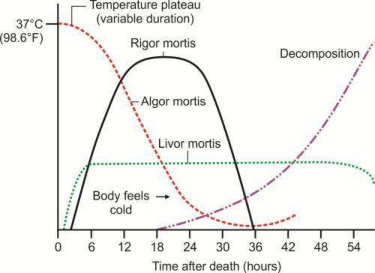 Temperature plateau
(variable duration)
37°C
(98.6°F)
Rigor mortis
Decomposition
Algor mortis
Livor mortis
Body feels
cold
0 6 12 18 24 30 36 42 48 54
Time after death (hours)